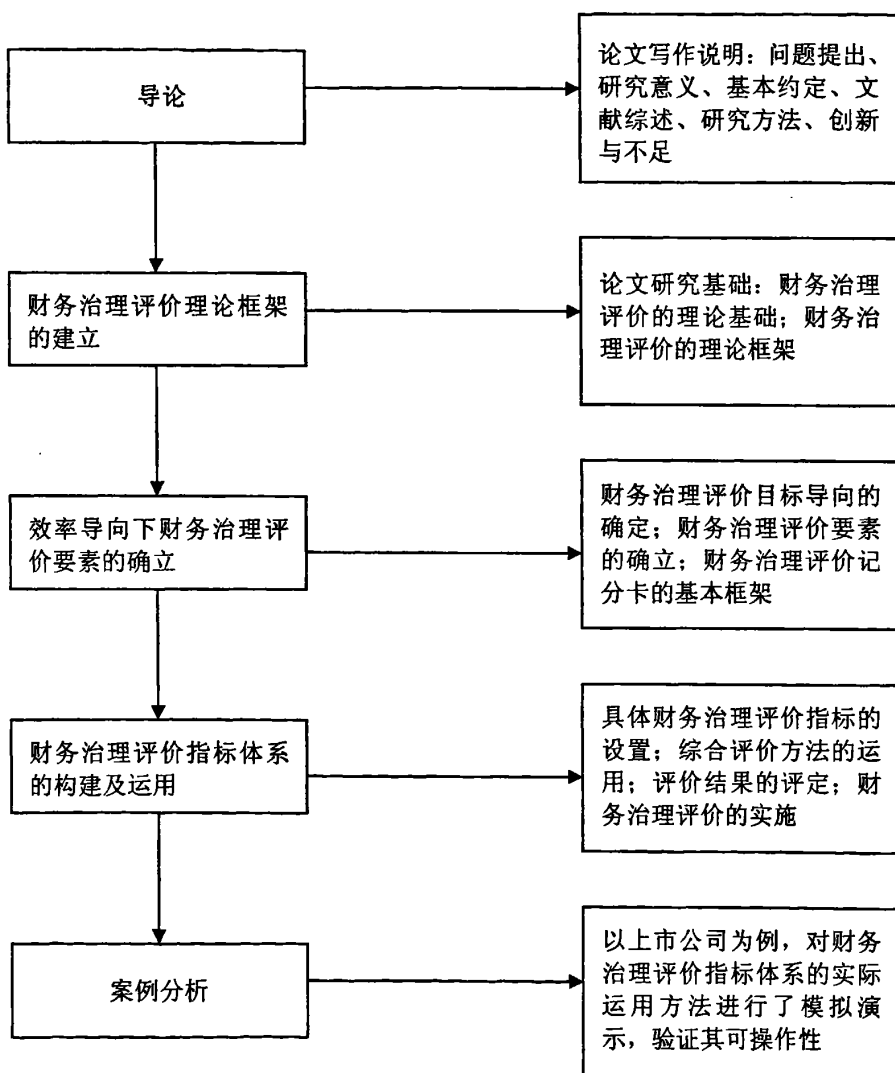 导论
论文写作说明：问题提出、
研究意义、基本约定、文
献综述、研究方法、创新
与不足
财务治理评价理论框架
的建立
论文研究基础：财务治理
评价的理论基础；财务治
理评价的理论框架
效率导向下财务治理评
价要素的确立
财务治理评价目标导向的
确定；财务治理评价要素
的确立；财务治理评价记
分卡的基本框架
财务治理评价指标体系
的构建及运用
具体财务治理评价指标的
设置；综合评价方法的运
用；评价结果的评定；财
务治理评价的实施
案例分析
以上市公司为例，对财务
治理评价指标体系的实际
运用方法进行了模拟演
示，验证其可操作性